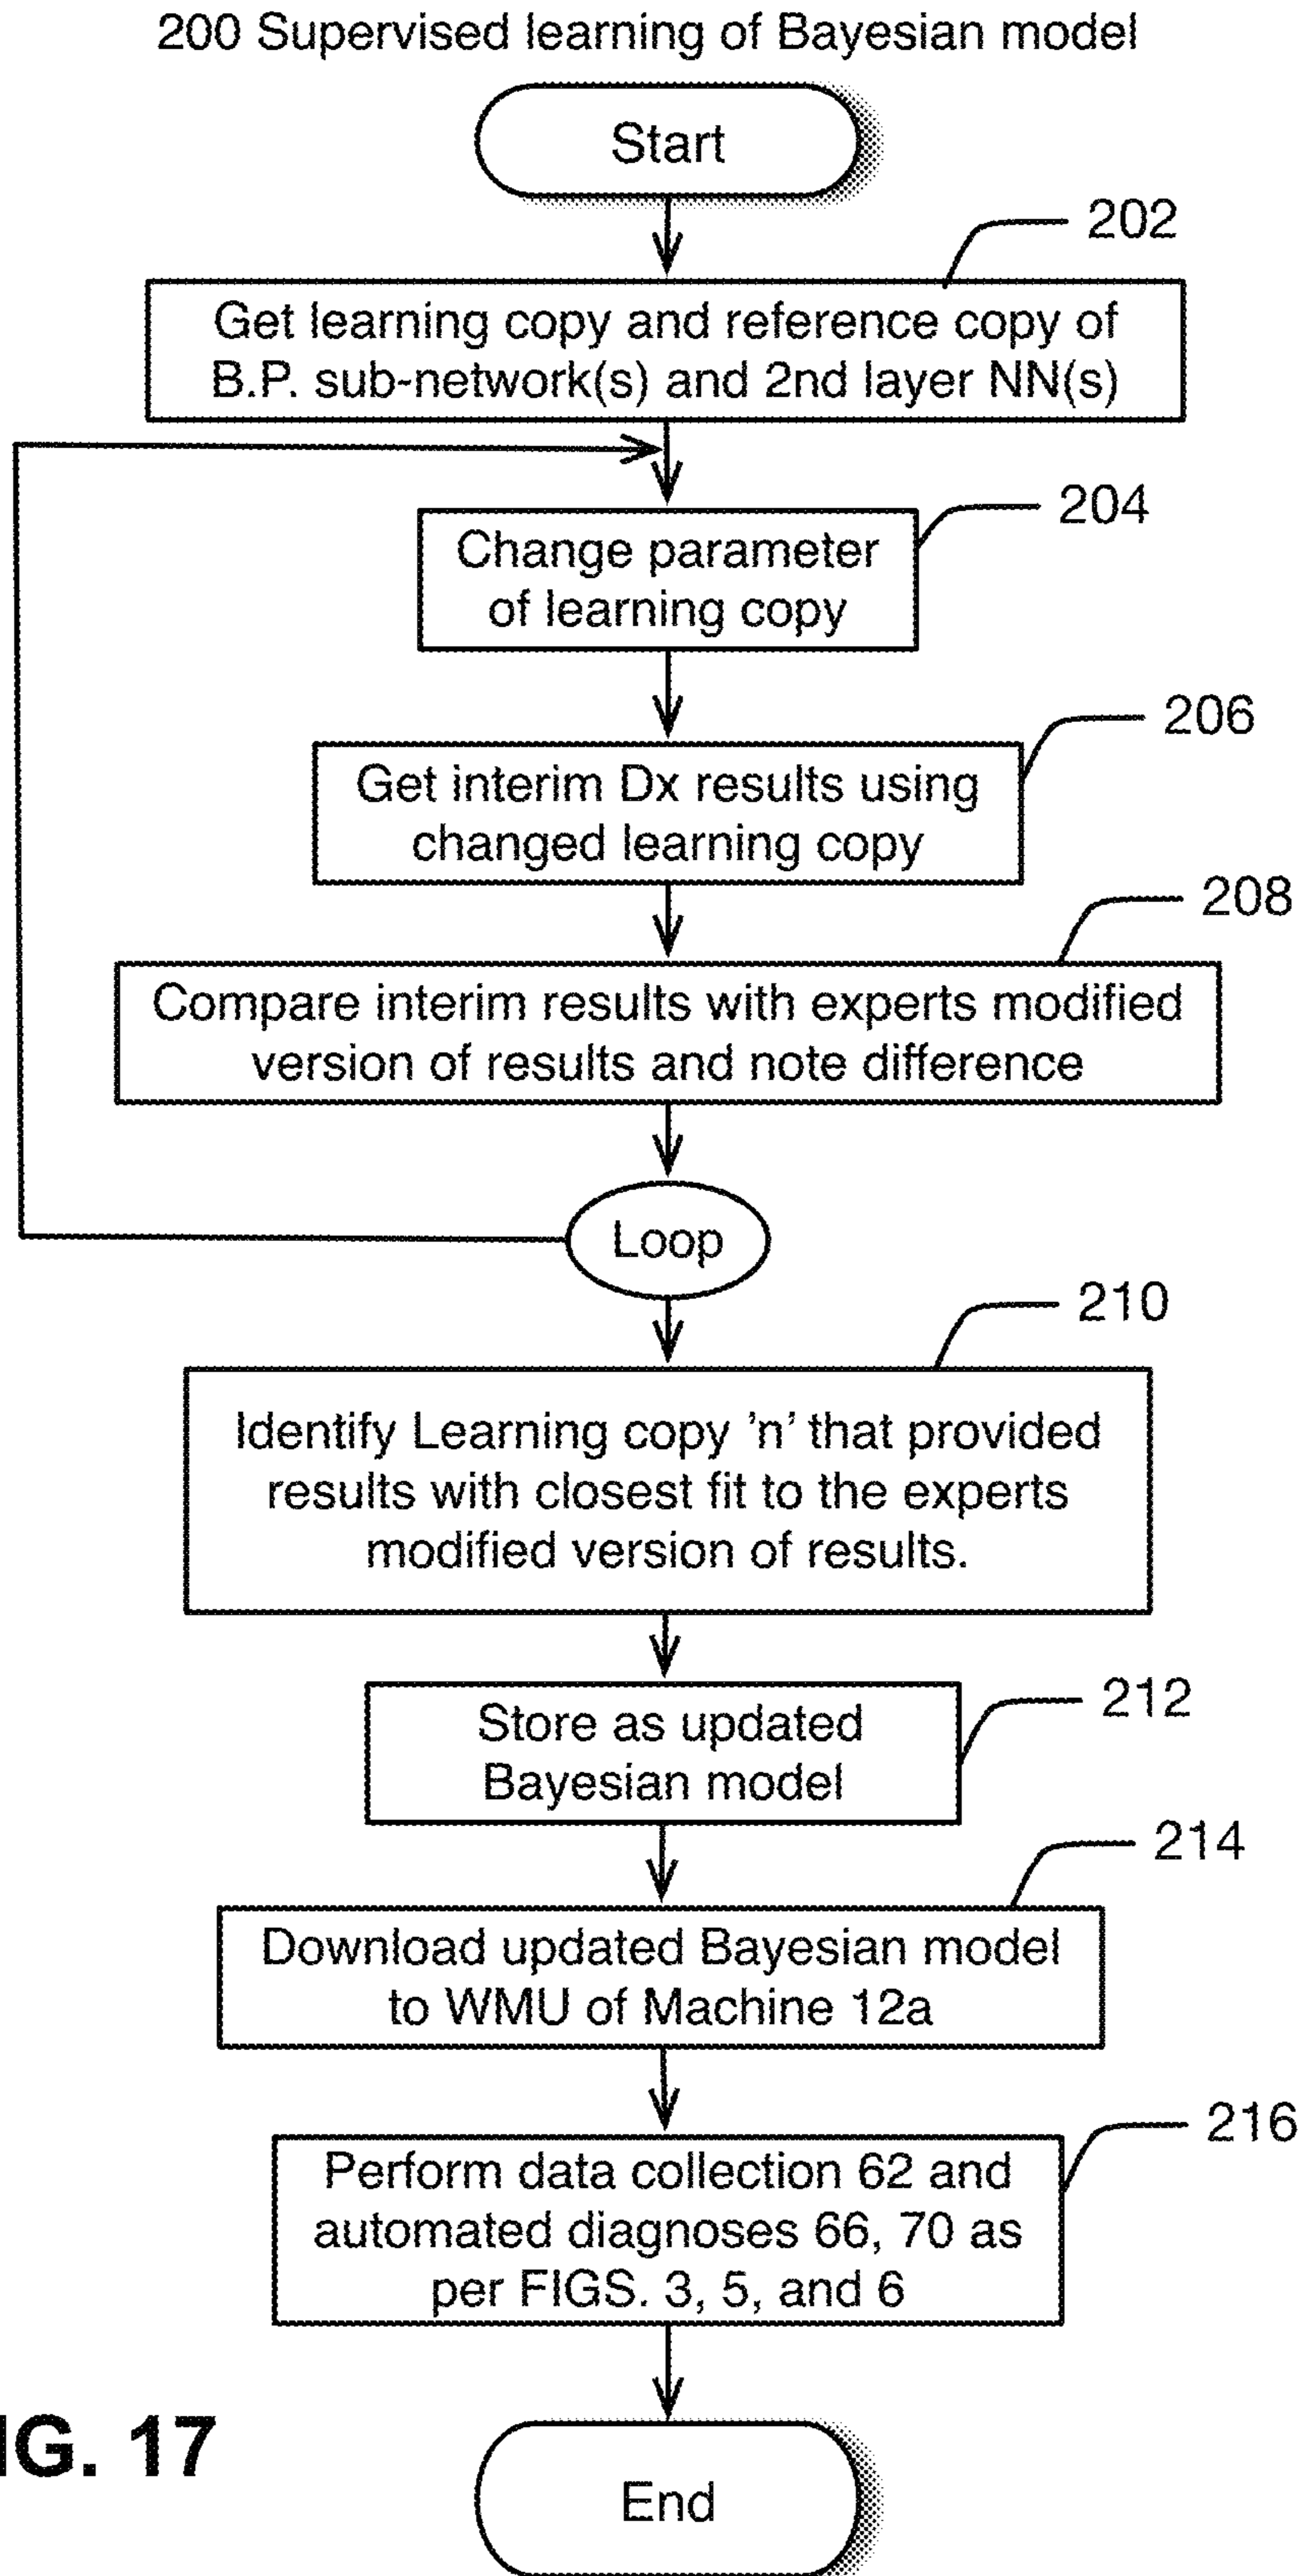 200 Supervised learning of Bayesian model
Start
202
Get learning copy and reference copy of
B.P. sub-network(s) and 2nd layer NN(s)
204
Change parameter
of learning copy
206
Get interim Dx results using
changed learning copy
208
Compare interim results with experts modified
version of results and note difference
Loop
210
Identify Learning copy 'n' that provided
results with closest fit to the experts
modified version of results.
212
Store as updated
Bayesian model
214
Download updated Bayesian model
to WMU of Machine 12a
216
Perform data collection 62 and
automated diagnoses 66, 70 as
per FIGS. 3, 5, and 6
IG. 17
End